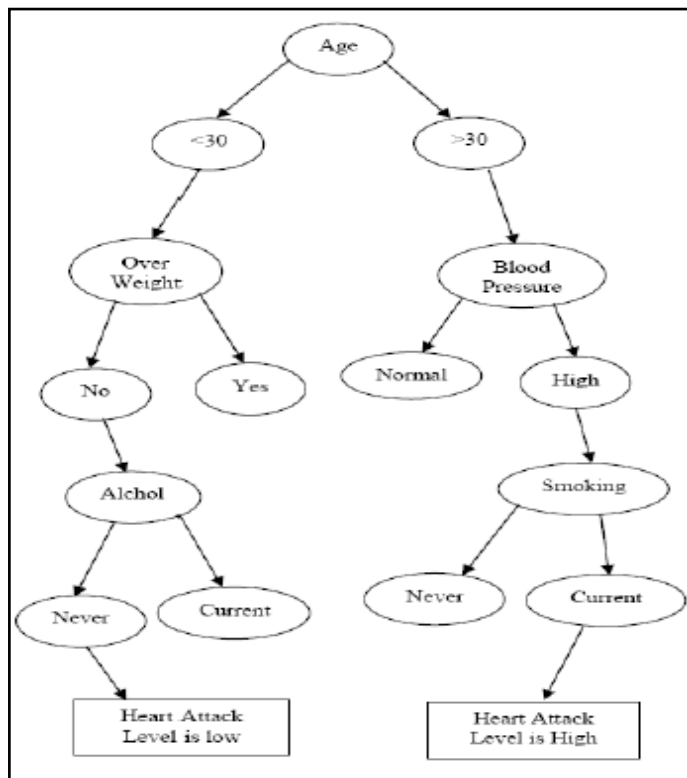 Age
<30
>30
Over
Weight
Blood
Pressure
No
Yes
Normal
High
Alchol
Smoking
Never
Current
Never
Current
Heart Attack
Level is low
Heart Attack
Level is High